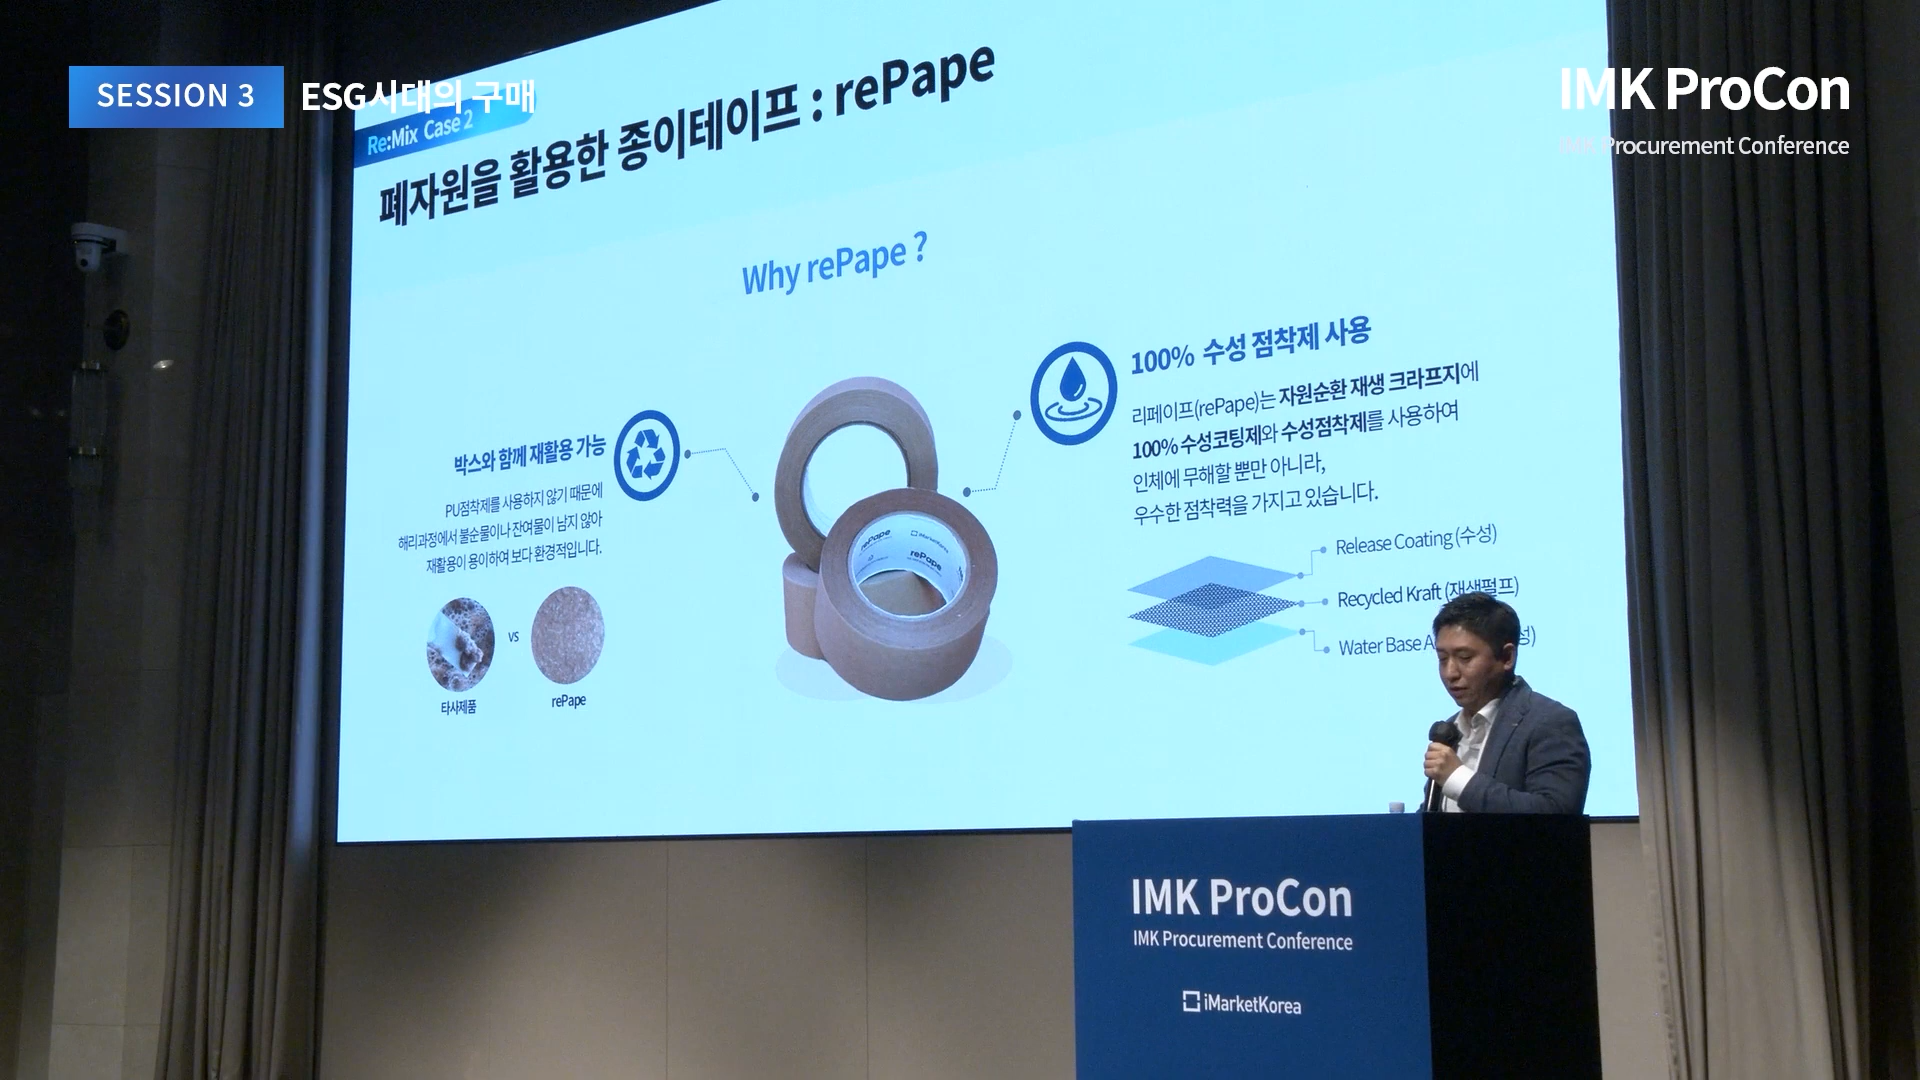 SESSION 3
ESG시대의 구매
IMK ProCon
IMK Procurement Conference
Re:Mix Case 2
폐자원을 활용한 종이테이프 : rePape
Why rePape ?
박스와 함께 재활용 가능
PU점착제를 사용하지 않기 때문에
해리과정에서 불순물이나 잔여물이 남지 않아
재활용이 용이하여 보다 환경적입니다.
타사제품
vs
rePape
rePape
iMarketKorea
rePape
100% 수성 점착제 사용
리페이프(rePape)는 자원순환 재생 크라프지에
100% 수성코팅제와 수성점착제를 사용하여
인체에 무해할 뿐만 아니라,
우수한 점착력을 가지고 있습니다.
Release Coating (수성)
Recycled Kraft (재생펄프)
Water Base
IMK ProCon
IMK Procurement Conference
iMarketKorea